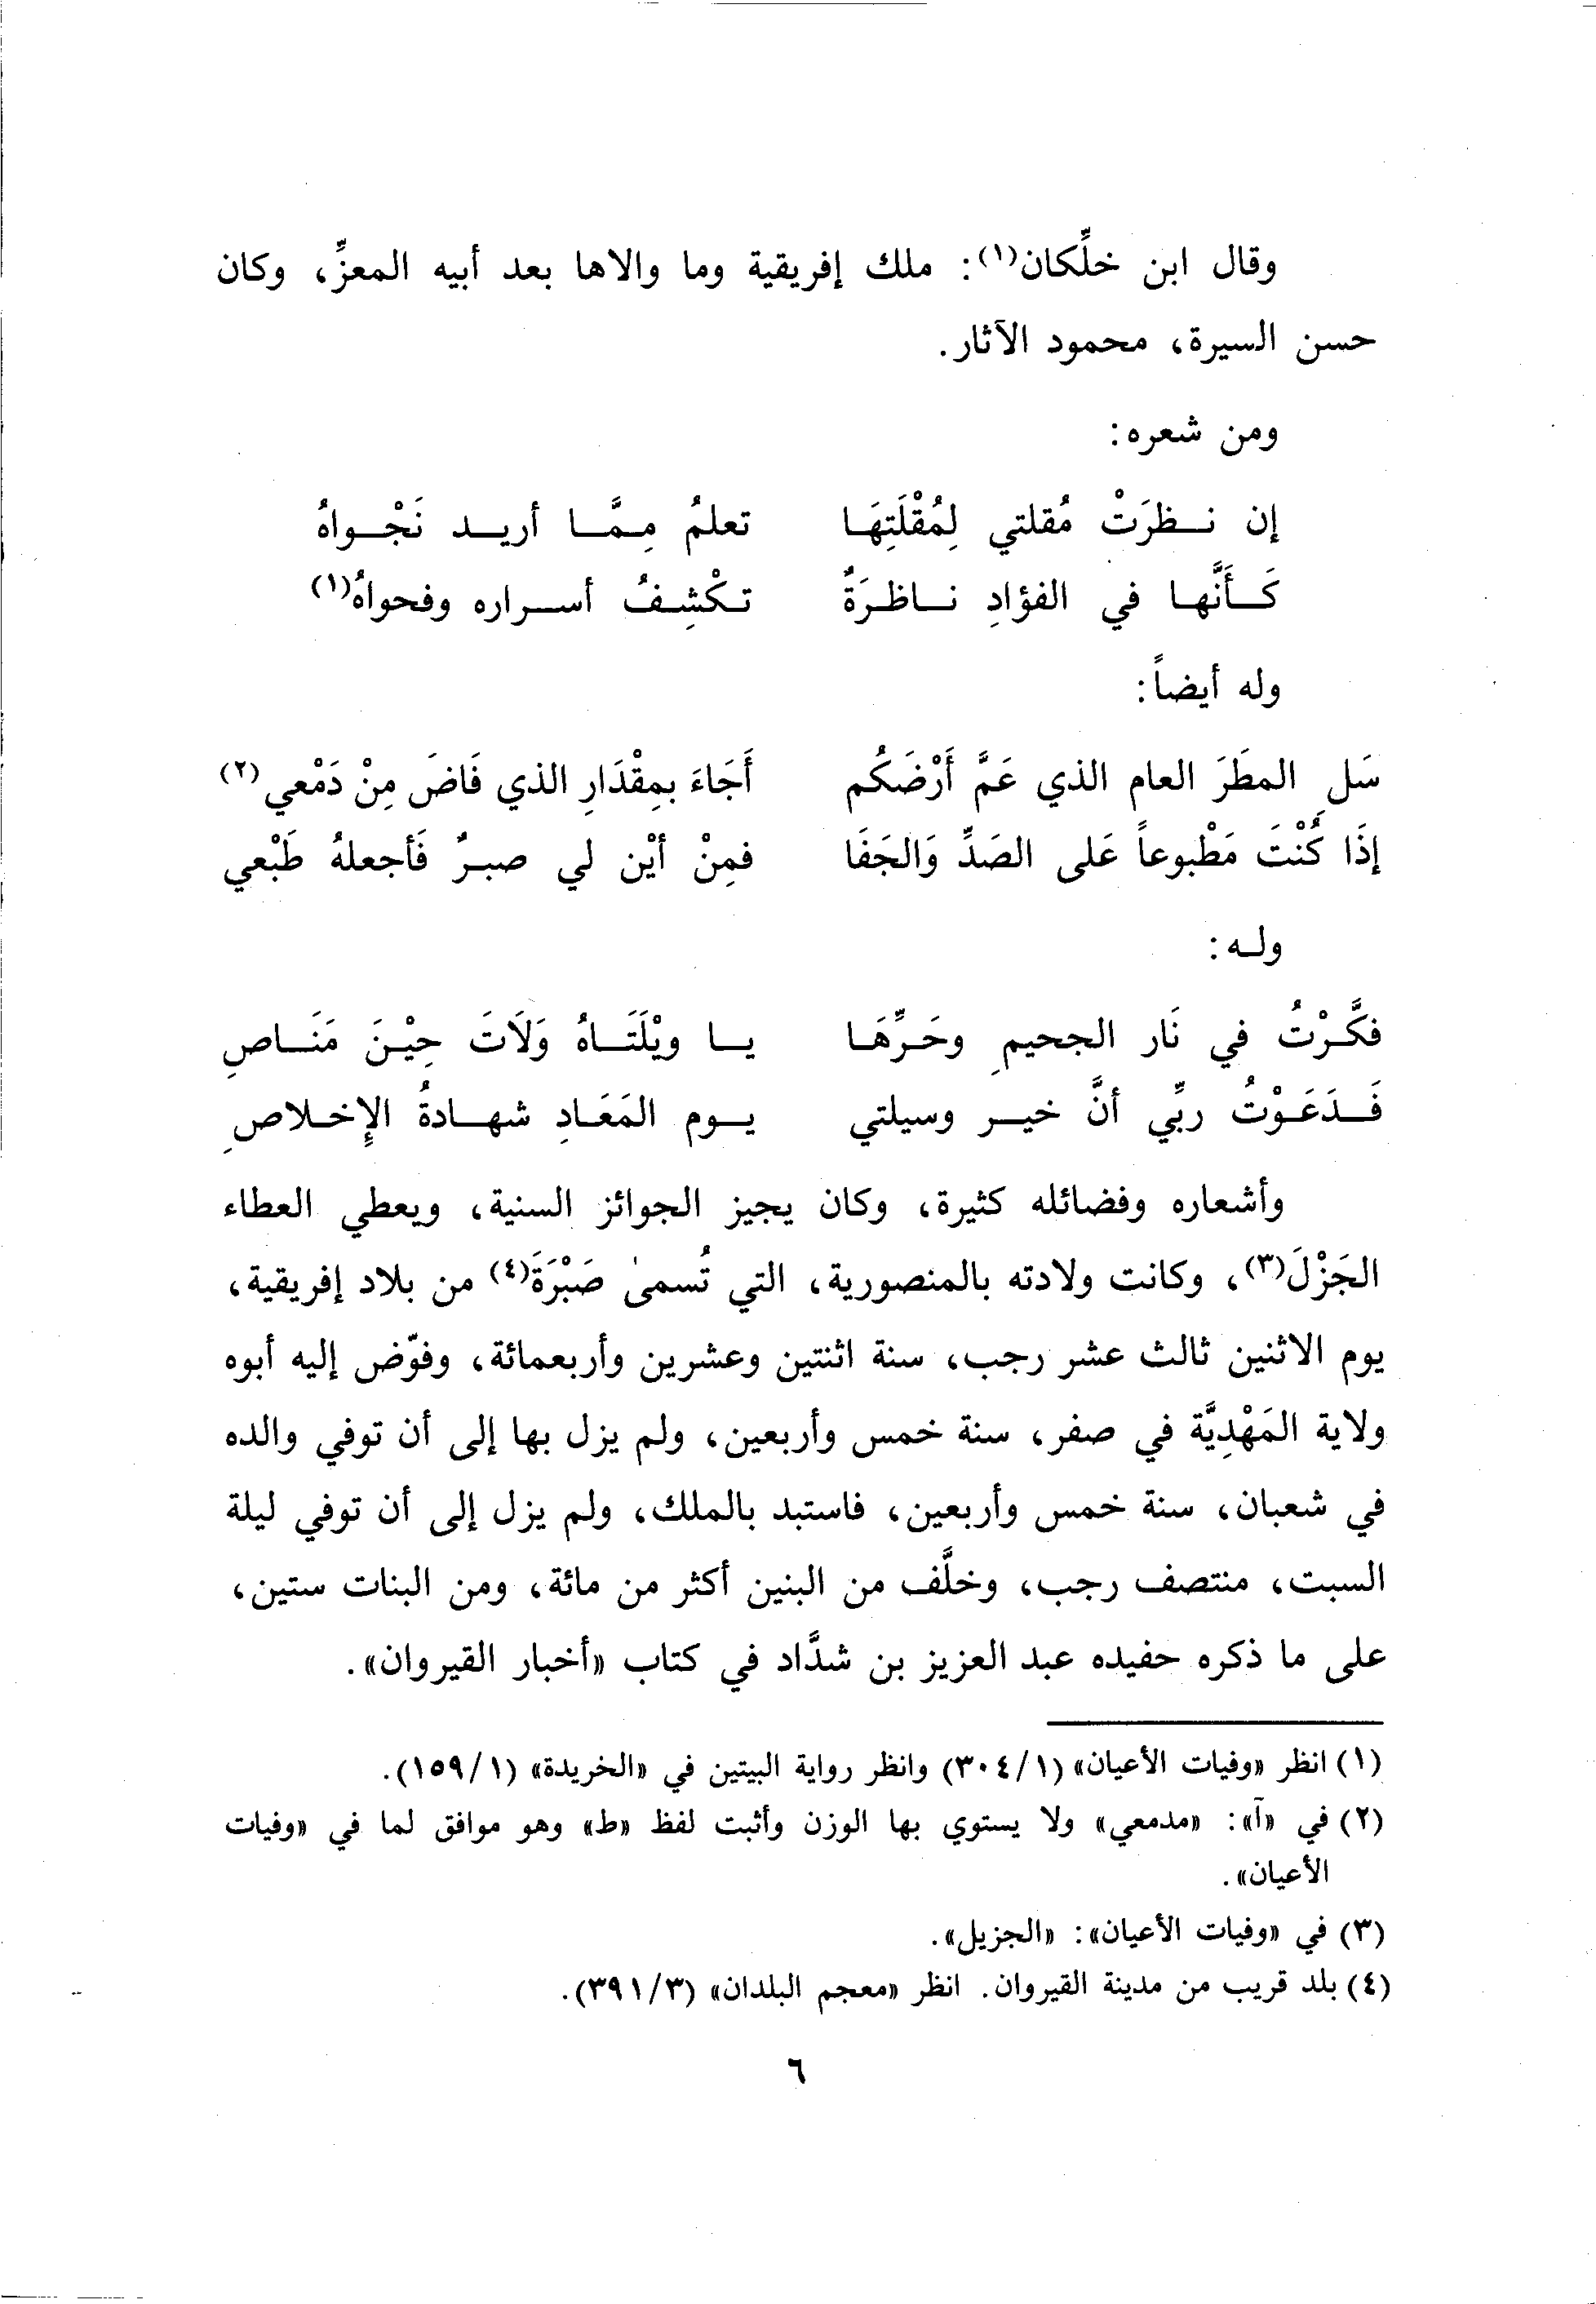 وقال ابن خلِّكان(١): ملك إفريقية وما والاها بعد أبيه المعزِّ، وكان
حسن السيرة، محمود الآثار.
ومن شعره:
إن نـظرَتْ مُقلتي لِمُقْلَتِهَـا تعلمُ مِـمَّـا أريـد نَجْـواهُ
كَـأَنَّهـا في الفؤادِ نـاظـرَةٌ تـكْشِـفُ أسـراره وفحواهُ(١)
وله أيضاً:
سَلِ المطَرَ العام الذي عَمَّ أَرْضَكُم أَجَاءَ بمِقْدَارِ الذي فَاضَ مِنْ دَمْعي(٢)
إذَا كُنْتَ مَطْبوعاً عَلى الصَدِّ وَالجَفَا فمِنْ أيْن لي صبـرٌ فَأجعلهُ طَبْعي
ولـه:
فكَّـرْتُ في نَار الجحيمِ وحَـرِّهَـا يـا ويْلَتَـاهُ وَلَاتَ حِيْـنَ مَنَـاصِ
فَـدَعَـوْتُ ربِّي أنَّ خيـر وسيلتي يـوم المَعَـادِ شهـادةُ الإخـلاصِ
وأشعاره وفضائله كثيرة، وكان يجيز الجوائز السنية، ويعطي العطاء
الجَزْلَ(٣)، وكانت ولادته بالمنصورية، التي تُسمىٰ صَبْرَةَ(٤) من بلاد إفريقية،
يوم الاثنين ثالث عشر رجب، سنة اثنتين وعشرين وأربعمائة، وفوّض إليه أبوه
ولاية المَهْدِيَّة في صفر، سنة خمس وأربعين، ولم يزل بها إلى أن توفي والده
في شعبان، سنة خمس وأربعين، فاستبد بالملك، ولم يزل إلى أن توفي ليلة
السبت، منتصف رجب، وخلَّف من البنين أكثر من مائة، ومن البنات ستين،
على ما ذكره حفيده عبد العزيز بن شدَّاد في كتاب «أخبار القيروان».
(١) انظر «وفيات الأعيان» (٣٠٤/١) وانظر رواية البيتين في «الخريدة» (١٥٩/١).
(٢) في «آ»: «مدمعي» ولا يستوي بها الوزن وأثبت لفظ «ط» وهو موافق لما في «وفيات
الأعيان».
(٣) في «وفيات الأعيان»: «الجزيل».
(٤) بلد قريب من مدينة القيروان. انظر «معجم البلدان» (٣٩١/٣).
٦